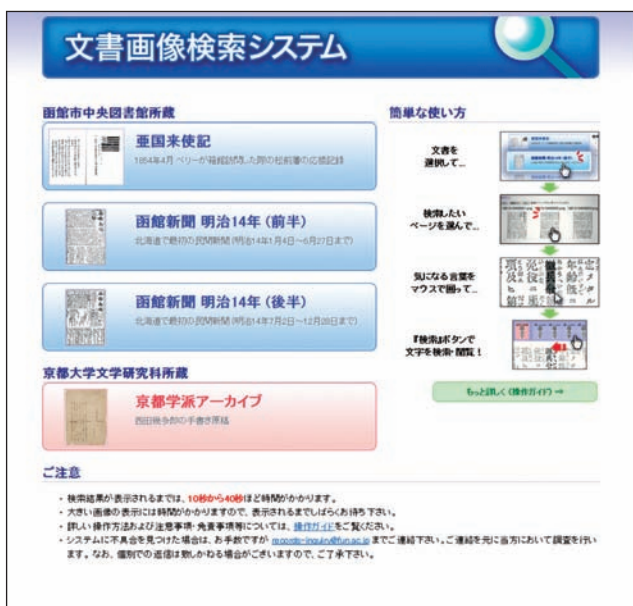 文書画像検索システム
函館市中央図書館所蔵
亜国来使記
1854年4月 ペリーが箱館訪問した際の松前藩の応接記録
函館新聞 明治14年（前半）
北海道で最初の民間新聞（明治14年1月4日～6月27日まで）
函館新聞 明治14年（後半）
北海道で最初の民間新聞（明治14年7月2日～12月28日まで）
京都大学文学研究科所蔵
京都学派アーカイブ
西田幾多郎の手書き原稿
簡単な使い方
文書を
選択して...
検索したい
ページを選んで...
気になる言葉を
マウスで囲って...
『検索』ボタンで
文字を検索・閲覧！
もっと詳しく（操作ガイド）⇒
ご注意
・検索結果が表示されるまでは、10秒から40秒ほど時間がかかります。
・大きい画像の表示には時間がかかりますので、表示されるまでしばらくお待ち下さい。
・詳しい操作方法および注意事項・免責事項等については、操作ガイドをご覧ください。
・システムに不具合を見つけた場合は、お手数ですが records-inquiry@fun.ac.jp までご連絡下さい。ご連絡を元に当方において調査を行い
ます。なお、個別での返信は致しかねる場合がございますので、ご了承下さい。